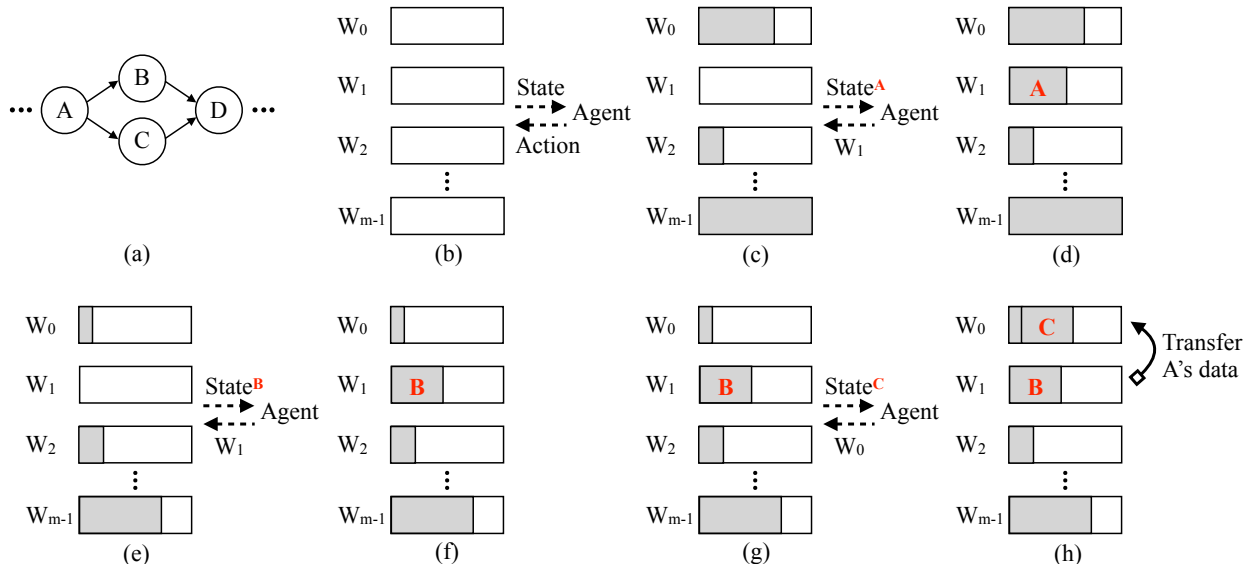 A
B
C
D
(a)
W0
W1
W2
Wm-1
State
Agent
Action
(b)
W0
W1
W2
Wm-1
StateA
Agent
W1
(c)
W0
W1
A
W2
Wm-1
(d)
W0
W1
W2
Wm-1
StateB
Agent
W1
(e)
W0
W1
B
W2
Wm-1
(f)
W0
W1
B
W2
Wm-1
StateC
Agent
W0
(g)
W0
C
W1
B
W2
Wm-1
Transfer
A's data
(h)